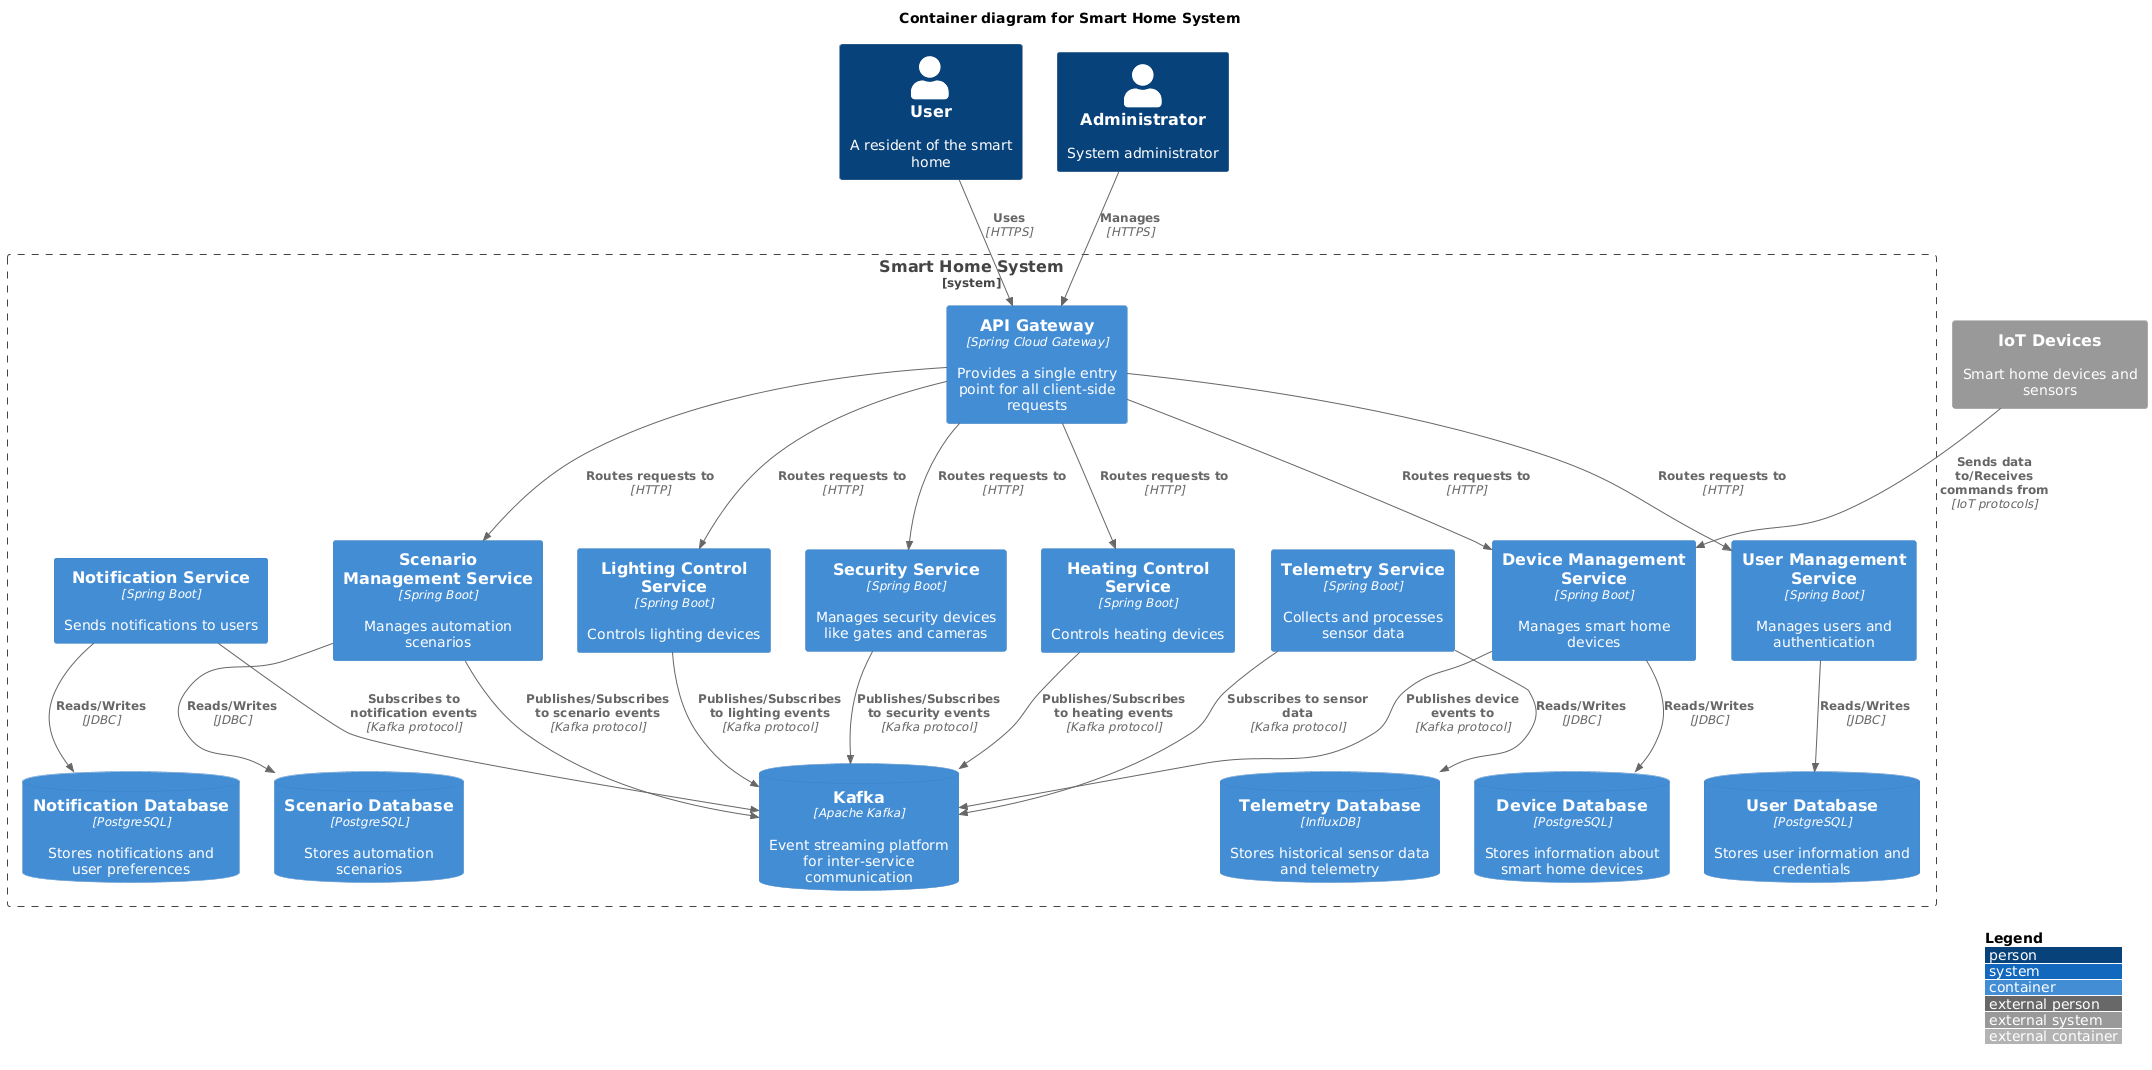 Container diagram for Smart Home System
User
A resident of the smart
home
Administrator
System administrator
Uses
[HTTPS]
Manages
[HTTPS]
Smart Home System
[system]
API Gateway
[Spring Cloud Gateway]
Provides a single entry
point for all client-side
requests
IoT Devices
Smart home devices and
sensors
Routes requests to
[HTTP]
Routes requests to
[HTTP]
Routes requests to
[HTTP]
Routes requests to
[HTTP]
Routes requests to
[HTTP]
Routes requests to
[HTTP]
Sends data
to/Receives
commands from
[IoT protocols]
Notification Service
[Spring Boot]
Sends notifications to users
Scenario
Management Service
[Spring Boot]
Manages automation
scenarios
Lighting Control
Service
[Spring Boot]
Controls lighting devices
Security Service
[Spring Boot]
Manages security devices
like gates and cameras
Heating Control
Service
[Spring Boot]
Controls heating devices
Telemetry Service
[Spring Boot]
Collects and processes
sensor data
Device Management
Service
[Spring Boot]
Manages smart home
devices
User Management
Service
[Spring Boot]
Manages users and
authentication
Reads/Writes
[JDBC]
Reads/Writes
[JDBC]
Subscribes to
notification events
[Kafka protocol]
Publishes/Subscribes
to scenario events
[Kafka protocol]
Publishes/Subscribes
to lighting events
[Kafka protocol]
Publishes/Subscribes
to security events
[Kafka protocol]
Publishes/Subscribes
to heating events
[Kafka protocol]
Subscribes to sensor
data
[Kafka protocol]
Publishes device
events to
[Kafka protocol]
Reads/Writes
[JDBC]
Reads/Writes
[JDBC]
Reads/Writes
[JDBC]
Notification Database
[PostgreSQL]
Stores notifications and
user preferences
Scenario Database
[PostgreSQL]
Stores automation
scenarios
Kafka
[Apache Kafka]
Event streaming platform
for inter-service
communication
Telemetry Database
[InfluxDB]
Stores historical sensor data
and telemetry
Device Database
[PostgreSQL]
Stores information about
smart home devices
User Database
[PostgreSQL]
Stores user information and
credentials
Legend
person
system
container
external person
external system
external container